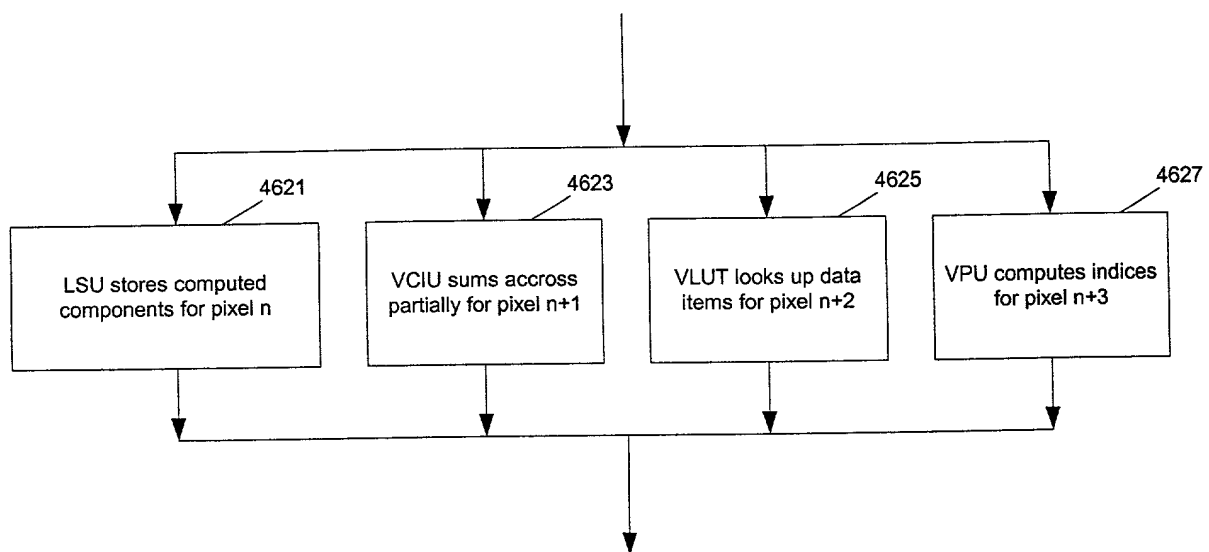 4621
4623
4625
4627
LSU stores computed
components for pixel n
VCIU sums accross
partially for pixel n+1
VLUT looks up data
items for pixel n+2
VPU computes indices
for pixel n+3